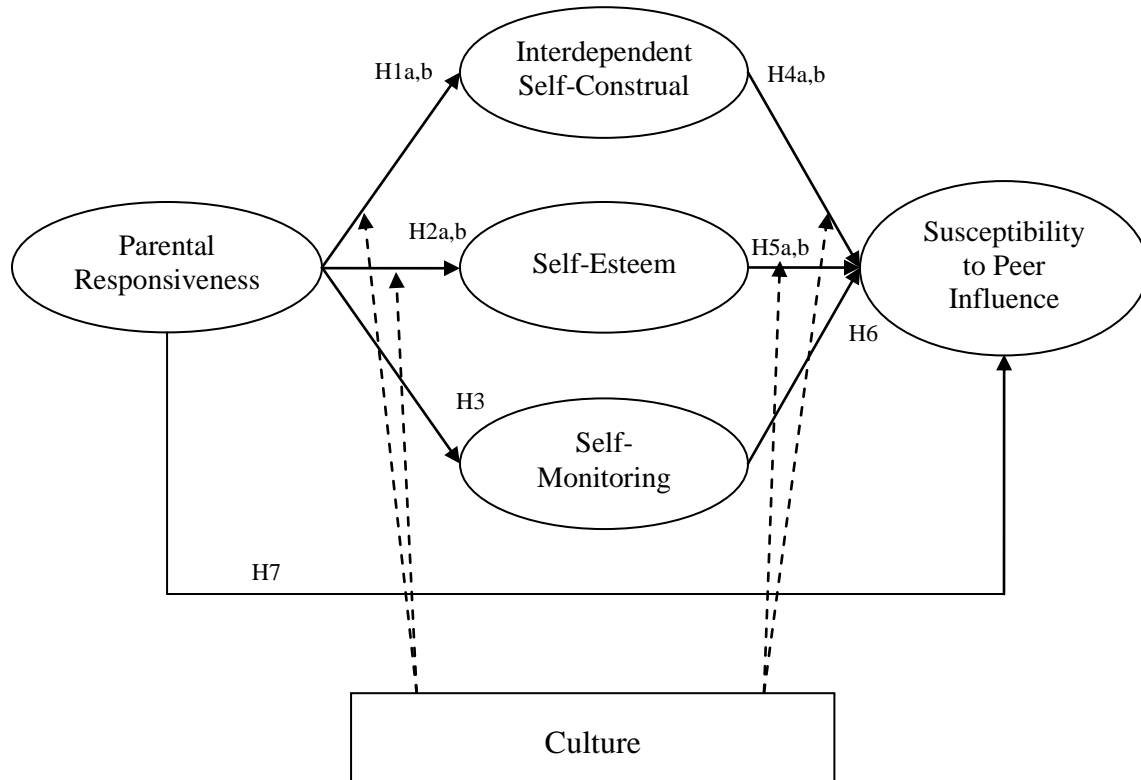 Interdependent
Self-Construal
H1a,b
H4a,b
Parental
Responsiveness
H2a,b
Self-Esteem
H5a,b
Susceptibility
to Peer
Influence
H6
H3
Self-
Monitoring
H7
Culture